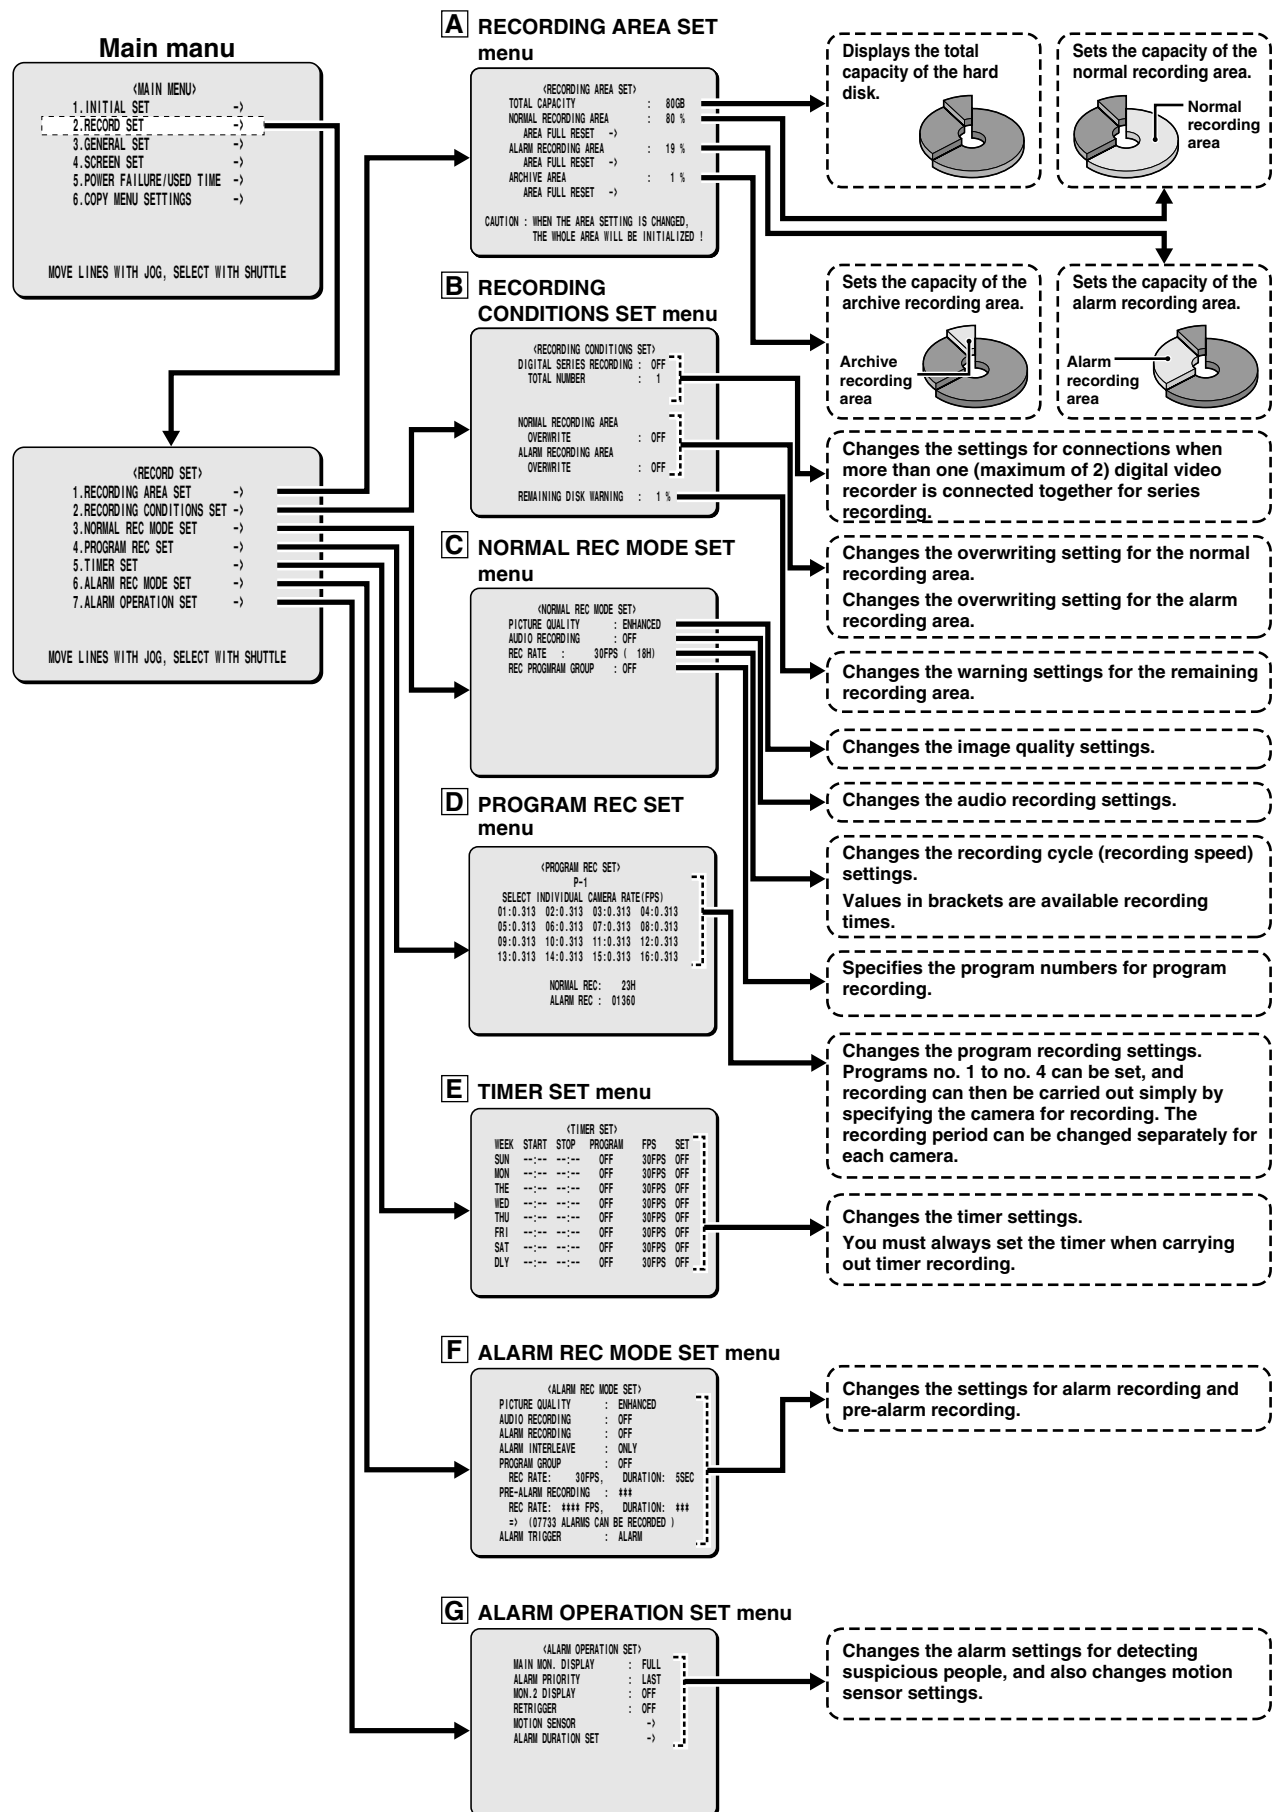 Main manu
<MAIN MENU>
1.INITIAL SET ->
2.RECORD SET ->
3.GENERAL SET ->
4.SCREEN SET ->
5.POWER FAILURE/USED TIME ->
6.COPY MENU SETTINGS ->
MOVE LINES WITH JOG, SELECT WITH SHUTTLE
<RECORD SET>
1.RECORDING AREA SET ->
2.RECORDING CONDITIONS SET ->
3.NORMAL REC MODE SET ->
4.PROGRAM REC SET ->
5.TIMER SET ->
6.ALARM REC MODE SET ->
7.ALARM OPERATION SET ->
MOVE LINES WITH JOG, SELECT WITH SHUTTLE
A RECORDING AREA SET
menu
<RECORDING AREA SET>
TOTAL CAPACITY : 80GB
NORMAL RECORDING AREA : 80 %
AREA FULL RESET ->
ALARM RECORDING AREA : 19 %
AREA FULL RESET ->
ARCHIVE AREA : 1 %
AREA FULL RESET ->
CAUTION : WHEN THE AREA SETTING IS CHANGED,
THE WHOLE AREA WILL BE INITIALIZED !
Displays the total
capacity of the hard
disk.
Sets the capacity of the
normal recording area.
Normal
recording
area
Sets the capacity of the
archive recording area.
Archive
recording
area
Sets the capacity of the
alarm recording area.
Alarm
recording
area
B RECORDING
CONDITIONS SET menu
<RECORDING CONDITIONS SET>
DIGITAL SERIES RECORDING : OFF
TOTAL NUMBER : 1
NORMAL RECORDING AREA
OVERWRITE : OFF
ALARM RECORDING AREA
OVERWRITE : OFF
REMAINING DISK WARNING : 1 %
Changes the settings for connections when
more than one (maximum of 2) digital video
recorder is connected together for series
recording.
Changes the overwriting setting for the normal
recording area.
Changes the overwriting setting for the alarm
recording area.
Changes the warning settings for the remaining
recording area.
C NORMAL REC MODE SET
menu
<NORMAL REC MODE SET>
PICTURE QUALITY : ENHANCED
AUDIO RECORDING : OFF
REC RATE : 30FPS ( 18H)
REC PROGMRAM GROUP : OFF
Changes the image quality settings.
Changes the audio recording settings.
Changes the recording cycle (recording speed)
settings.
Values in brackets are available recording
times.
Specifies the program numbers for program
recording.
D PROGRAM REC SET
menu
<PROGRAM REC SET>
P-1
SELECT INDIVIDUAL CAMERA RATE(FPS)
01:0.313 02:0.313 03:0.313 04:0.313
05:0.313 06:0.313 07:0.313 08:0.313
09:0.313 10:0.313 11:0.313 12:0.313
13:0.313 14:0.313 15:0.313 16:0.313
NORMAL REC: 23H
ALARM REC : 01360
Changes the program recording settings.
Programs no. 1 to no. 4 can be set, and
recording can then be carried out simply by
specifying the camera for recording. The
recording period can be changed separately for
each camera.
E TIMER SET menu
<TIMER SET>
WEEK START STOP PROGRAM FPS SET
SUN --:-- --:-- OFF 30FPS OFF
MON --:-- --:-- OFF 30FPS OFF
THE --:-- --:-- OFF 30FPS OFF
WED --:-- --:-- OFF 30FPS OFF
THU --:-- --:-- OFF 30FPS OFF
FRI --:-- --:-- OFF 30FPS OFF
SAT --:-- --:-- OFF 30FPS OFF
DLY --:-- --:-- OFF 30FPS OFF
Changes the timer settings.
You must always set the timer when carrying
out timer recording.
F ALARM REC MODE SET menu
<ALARM REC MODE SET>
PICTURE QUALITY : ENHANCED
AUDIO RECORDING : OFF
ALARM RECORDING : OFF
ALARM INTERLEAVE : ONLY
PROGRAM GROUP : OFF
REC RATE: 30FPS, DURATION: 5SEC
PRE-ALARM RECORDING : ***
REC RATE: **** FPS, DURATION: ***
=> (07733 ALARMS CAN BE RECORDED )
ALARM TRIGGER : ALARM
Changes the settings for alarm recording and
pre-alarm recording.
G ALARM OPERATION SET menu
<ALARM OPERATION SET>
MAIN MON. DISPLAY : FULL
ALARM PRIORITY : LAST
MON.2 DISPLAY : OFF
RETRIGGER : OFF
MOTION SENSOR ->
ALARM DURATION SET ->
Changes the alarm settings for detecting
suspicious people, and also changes motion
sensor settings.